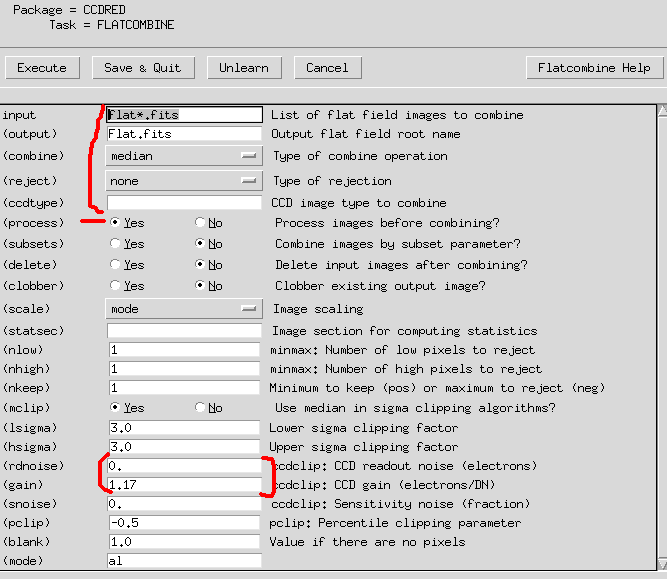 Package = CCDRED
Task = FLATCOMBINE
Execute Save & Quit Unlearn Cancel Flatcombine Help
input flat*.fits List of flat field images to combine
(output) Flat.fits Output flat field root name
(combine) median Type of combine operation
(reject) none Type of rejection
(ccdtype) CCD image type to combine
(process) Yes No Process images before combining?
(subsets) Yes No Combine images by subset parameter?
(delete) Yes No Delete input images after combining?
(clobber) Yes No Clobber existing output image?
(scale) mode Image scaling
(statsec) Image section for computing statistics
(nlow) 1 minmax: Number of low pixels to reject
(nhigh) 1 minmax: Number of high pixels to reject
(nkeep) 1 Minimum to keep (pos) or maximum to reject (neg)
(mclip) Yes No Use median in sigma clipping algorithms?
(lsigma) 3.0 Lower sigma clipping factor
(hsigma) 3.0 Upper sigma clipping factor
(rdnoise) 0. ccdclip: CCD readout noise (electrons)
(gain) 1.17 ccdclip: CCD gain (electrons/DN)
(snoise) 0. ccdclip: Sensitivity noise (fraction)
(pclip) -0.5 pclip: Percentile clipping parameter
(blank) 1.0 Value if there are no pixels
(mode) al